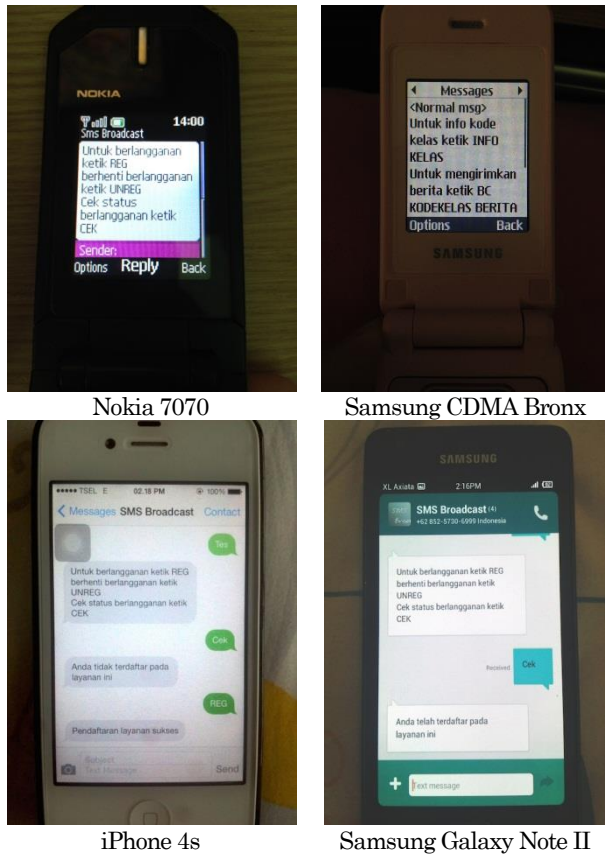 NOKIA
14:00
Sms Broadcast
Untuk berlangganan
ketik REG
berhenti berlangganan
ketik UNREG
Cek status
berlangganan ketik
CEK
Sender:
Options Reply Back
Nokia 7070
Messages
<Normal msg>
Untuk info kode
kelas ketik INFO
KELAS
Untuk mengirimkan
berita ketik BC
KODEKELAS BERITA
Options Back
SAMSUNG
Samsung CDMA Bronx
TSEL E 02.16 PM 100%
Messages SMS Broadcast Contact
Tes
Untuk berlangganan ketik REG
berhenti berlangganan ketik
UNREG
Cek status berlangganan ketik
CEK
Cek
Anda tidak terdaftar pada
layanan ini
REG
Pendaftaran layanan sukses
Subject
Text Message
Send
iPhone 4s
SAMSUNG
XL Axiata 2:16PM
SMS Broadcast (4)
+62 852-5730-6999 Indonesia
Untuk berlangganan ketik REG
berhenti berlangganan ketik
UNREG
Cek status berlangganan ketik
CEK
Received Cek
Anda telah terdaftar pada
layanan ini
Text message
Samsung Galaxy Note II